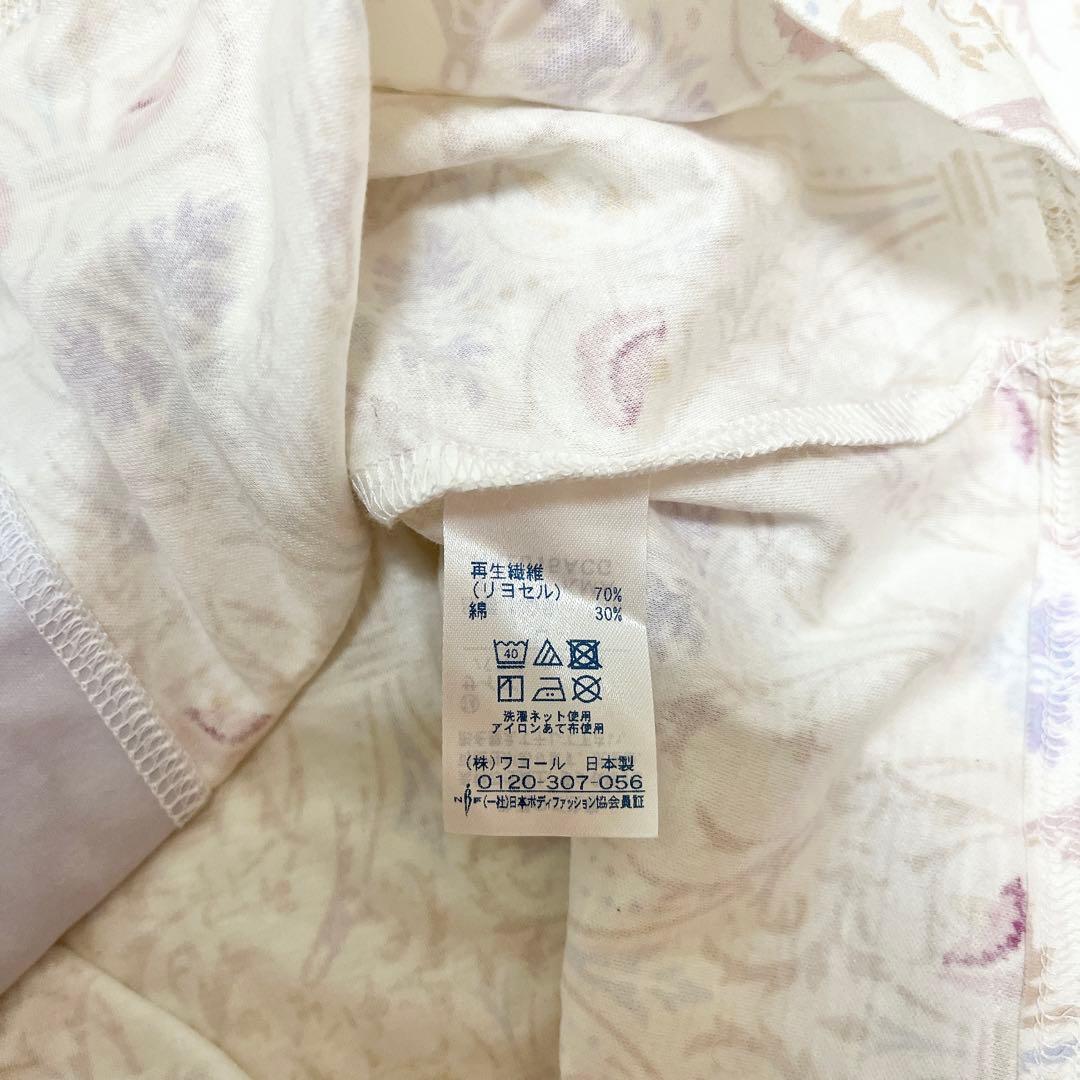 再生繊維
(リヨセル) 70%
綿 30%
40
洗濯ネット使用
アイロンあて布使用
(株)ワコール 日本製
0120-307-056
NBF (一社)日本ボディファッション協会員証